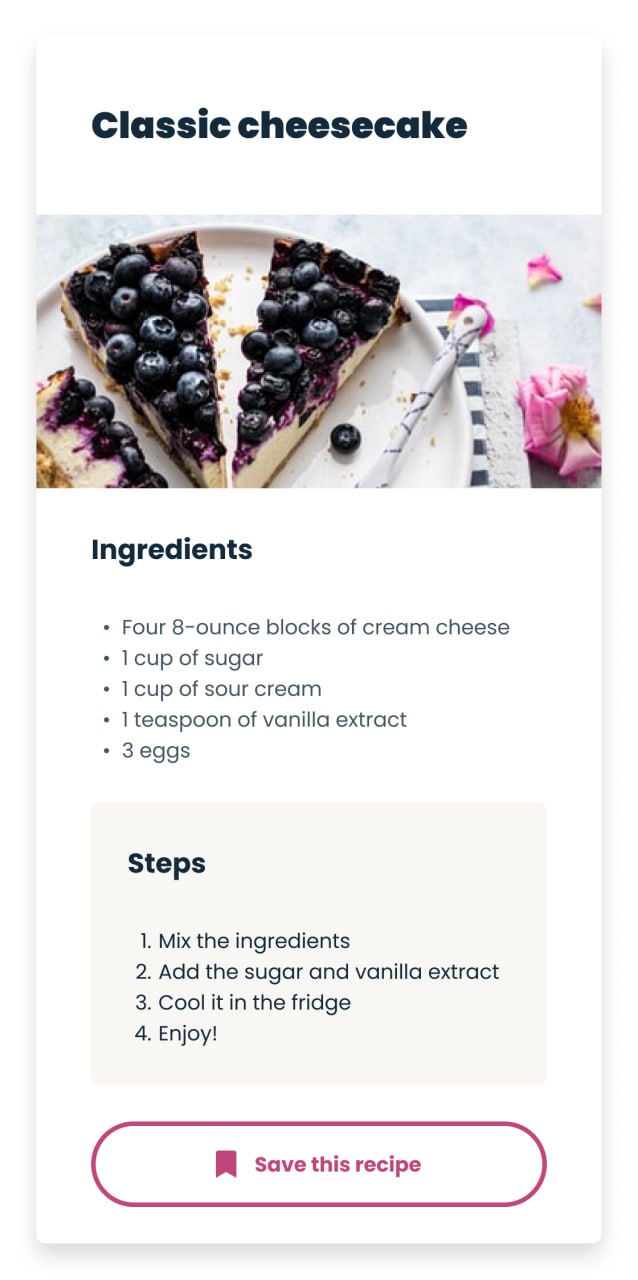 Classic cheesecake
Ingredients
• Four 8-ounce blocks of cream cheese
• 1 cup of sugar
• 1 cup of sour cream
• 1 teaspoon of vanilla extract
• 3 eggs
Steps
1. Mix the ingredients
2. Add the sugar and vanilla extract
3. Cool it in the fridge
4. Enjoy!
Save this recipe